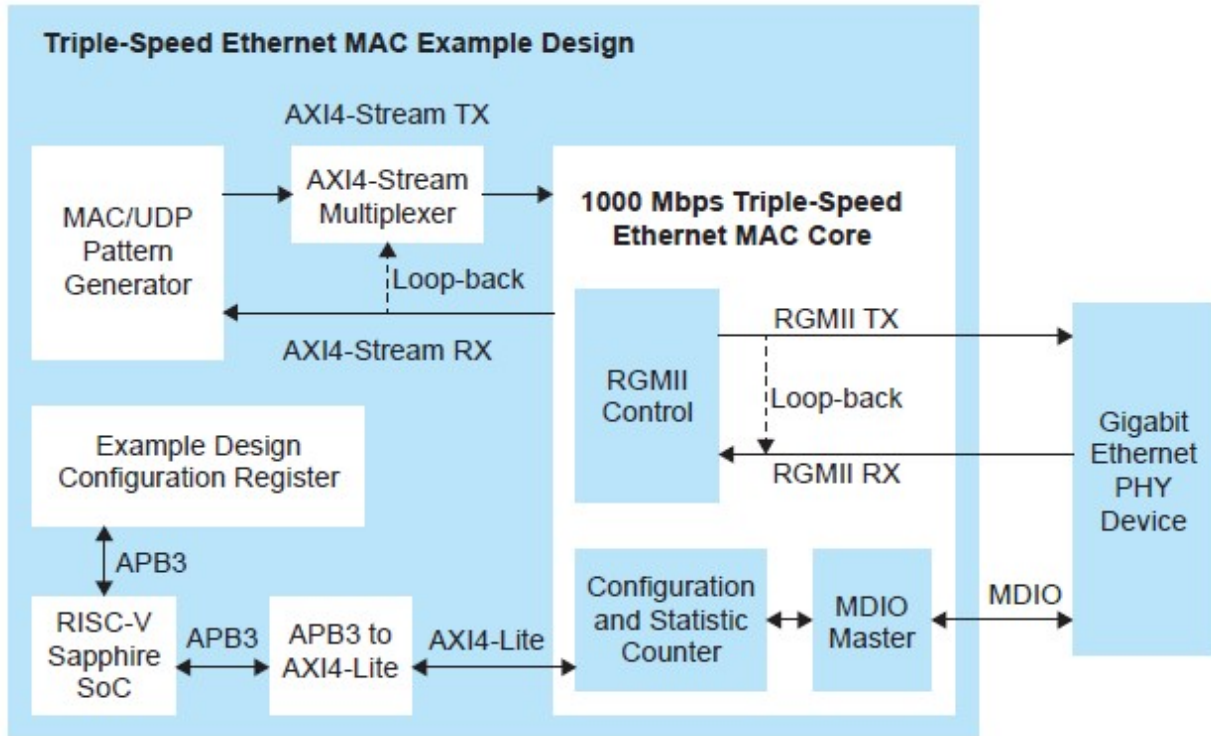 Triple-Speed Ethernet MAC Example Design
AXI4-Stream TX
MAC/UDP
Pattern
Generator
AXI4-Stream
Multiplexer
Loop-back
AXI4-Stream RX
1000 Mbps Triple-Speed
Ethernet MAC Core
RGMII
Control
RGMII TX
Loop-back
RGMII RX
Gigabit
Ethernet
PHY
Device
Example Design
Configuration Register
APB3
RISC-V
Sapphire
SoC
APB3
APB3 to
AXI4-Lite
AXI4-Lite
Configuration
and Statistic
Counter
MDIO
Master
MDIO